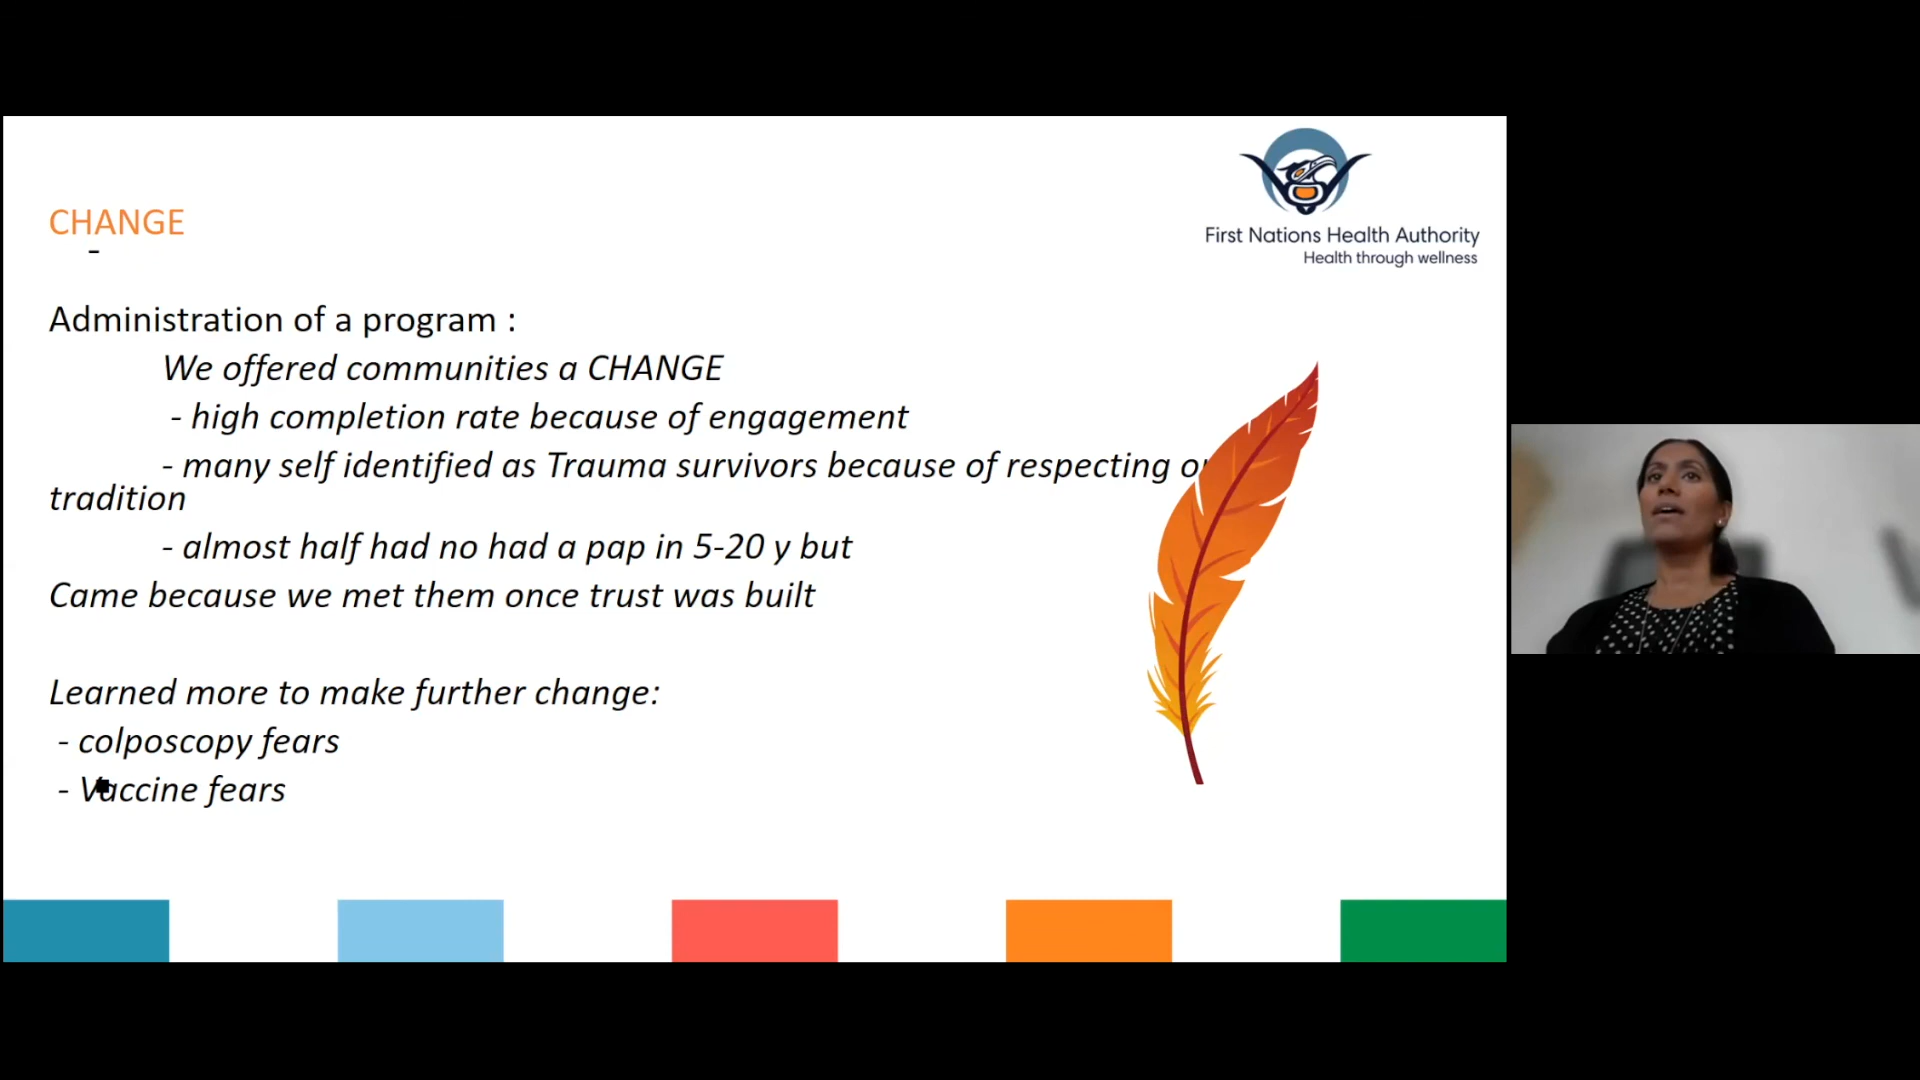 First Nations Health Authority
Health through wellness
CHANGE
-
Administration of a program :
We offered communities a CHANGE
- high completion rate because of engagement
- many self identified as Trauma survivors because of respecting
tradition
- almost half had no had a pap in 5-20 y but
Came because we met them once trust was built
Learned more to make further change:
- colposcopy fears
- Vaccine fears